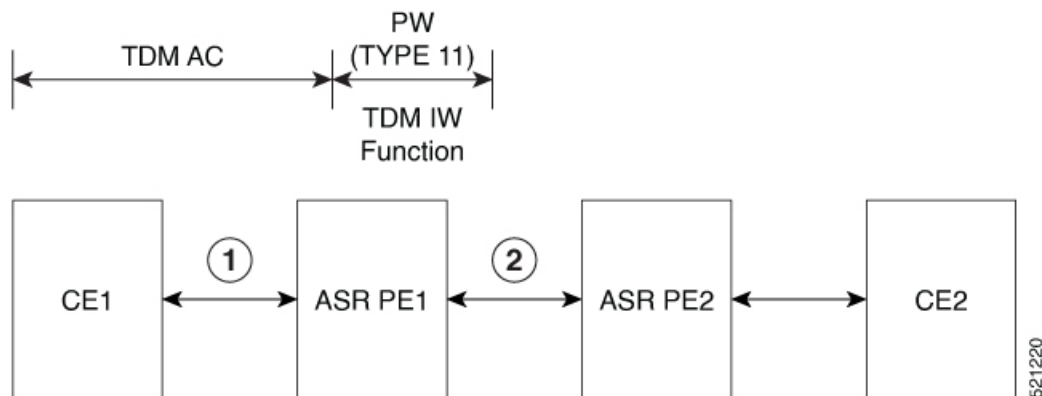 TDM AC
PW
(TYPE 11)
TDM IW
Function
1
2
CE1
ASR PE1
ASR PE2
CE2
521220